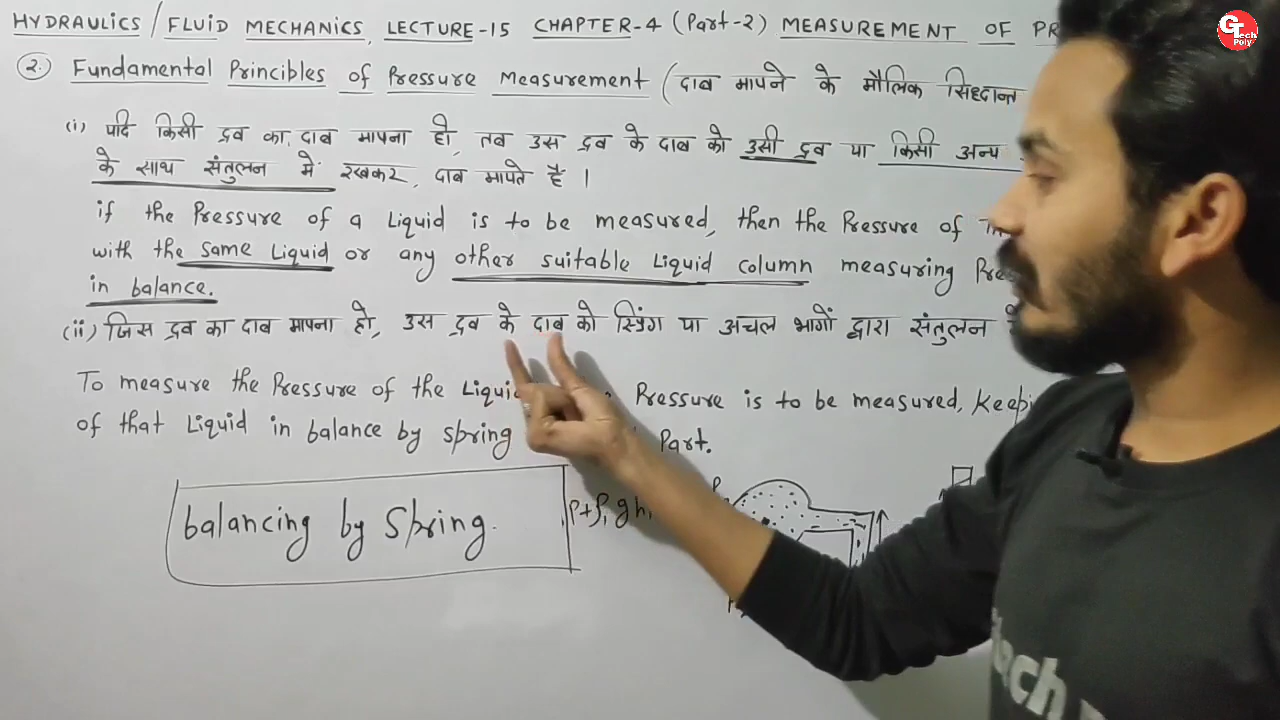 HYDRAULICS / FLUID MECHANICS, LECTURE-15 CHAPTER-4 (Part-2) MEASUREMENT OF
GTech Poly
2. Fundamental Principles of Pressure Measurement (दाब मापने के मौलिक सिद्धान्त
(i) यदि किसी द्रव का दाब मापना हो, तब उस द्रव के दाब को उसी द्रव या किसी अन्य
के साथ संतुलन में रखकर, दाब मापते है ।
if the Pressure of a Liquid is to be measured, then the Pressure of
with the same Liquid or any other suitable Liquid column measuring
in balance.
(ii) जिस द्रव का दाब मापना हो, उस द्रव के दाब को स्प्रिंग या अचल भागों द्वारा संतुलन
To measure the Pressure of the Pressure is to be measured,
of that Liquid in balance by spring Part.
balancing by Spring.